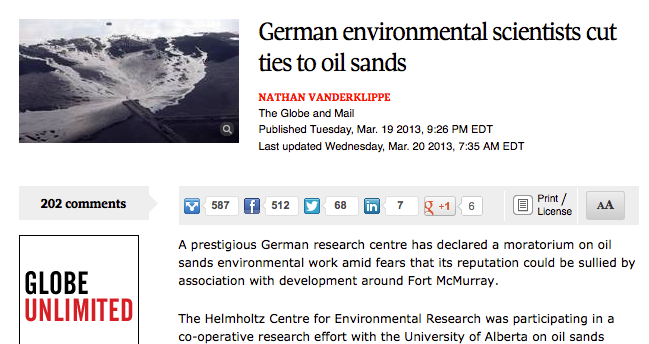 German environmental scientists cut
ties to oil sands
NATHAN VANDERKLIPPE
The Globe and Mail
Published Tuesday, Mar. 19 2013, 9:26 PM EDT
Last updated Wednesday, Mar. 20 2013, 7:35 AM EDT
202 comments
587
512
68
7
+1
6
Print /
License
AA
GLOBE
UNLIMITED
A prestigious German research centre has declared a moratorium on oil
sands environmental work amid fears that its reputation could be sullied by
association with development around Fort McMurray.
The Helmholtz Centre for Environmental Research was participating in a
co-operative research effort with the University of Alberta on oil sands